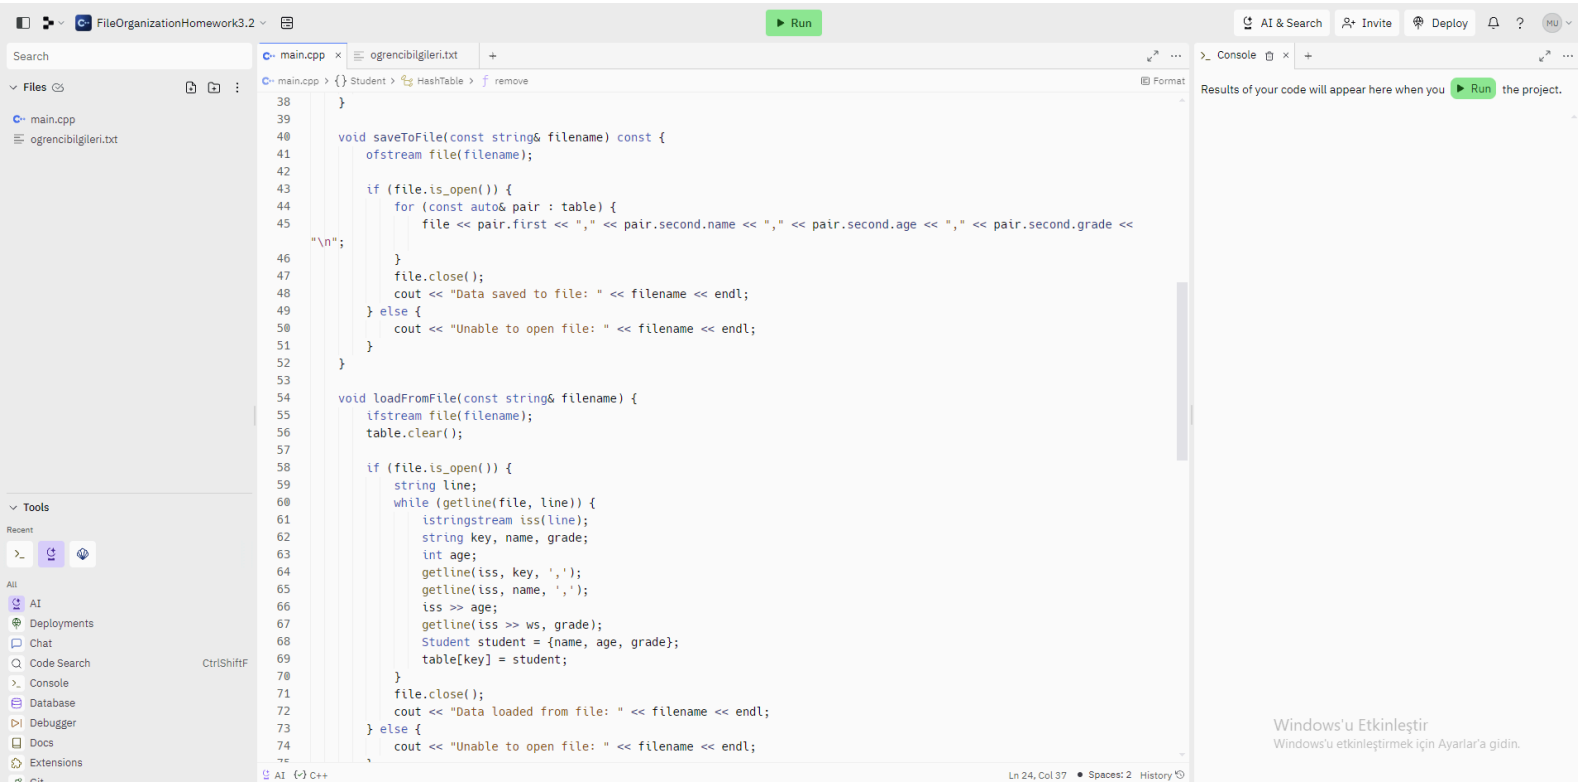 FileOrganizationHomework3.2
Run
AI & Search
Invite
Deploy
?
MU
Search
Files
main.cpp
ogrencibilgileri.txt
Tools
Recent
All
AI
Deployments
Chat
Code Search CtrlShiftF
Console
Database
Debugger
Docs
Extensions
Git
main.cpp × ogrencibilgileri.txt +
main.cpp > {} Student > HashTable > remove Format
38 }
39
40 void saveToFile(const string& filename) const {
41 ofstream file(filename);
42
43 if (file.is_open()) {
44 for (const auto& pair : table) {
45 file << pair.first << "," << pair.second.name << "," << pair.second.age << "," << pair.second.grade <<
"\n";
46 }
47 file.close();
48 cout << "Data saved to file: " << filename << endl;
49 } else {
50 cout << "Unable to open file: " << filename << endl;
51 }
52 }
53
54 void loadFromFile(const string& filename) {
55 ifstream file(filename);
56 table.clear();
57
58 if (file.is_open()) {
59 string line;
60 while (getline(file, line)) {
61 istringstream iss(line);
62 string key, name, grade;
63 int age;
64 getline(iss, key, ',');
65 getline(iss, name, ',');
66 iss >> age;
67 getline(iss >> ws, grade);
68 Student student = {name, age, grade};
69 table[key] = student;
70 }
71 file.close();
72 cout << "Data loaded from file: " << filename << endl;
73 } else {
74 cout << "Unable to open file: " << filename << endl;
75 }
AI {} C++ Ln 24, Col 37 • Spaces: 2 History
Console × +
Results of your code will appear here when you Run the project.
Windows'u Etkinleştir
Windows'u etkinleştirmek için Ayarlar'a gidin.